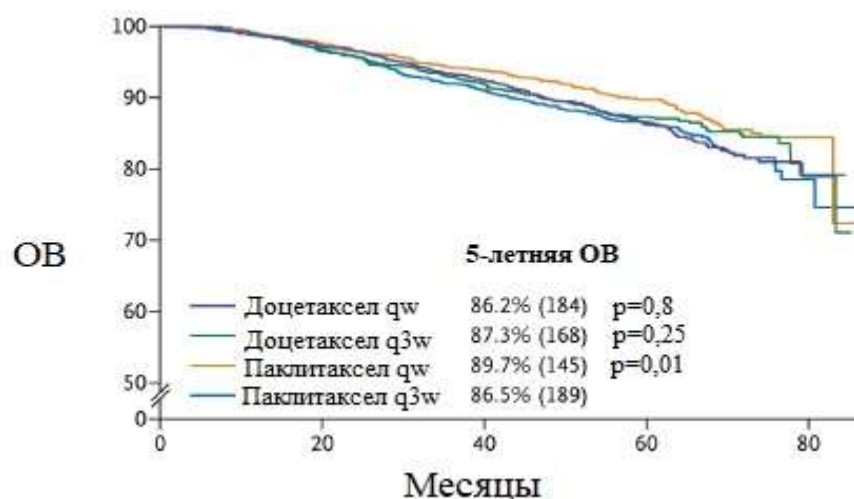 100
90
80
70
60
50
0
ОВ
5-летняя ОВ
Доцетаксел qw 86.2% (184) p=0,8
Доцетаксел q3w 87.3% (168) p=0,25
Паклитаксел qw 89.7% (145) p=0,01
Паклитаксел q3w 86.5% (189)
0 20 40 60 80
Месяцы